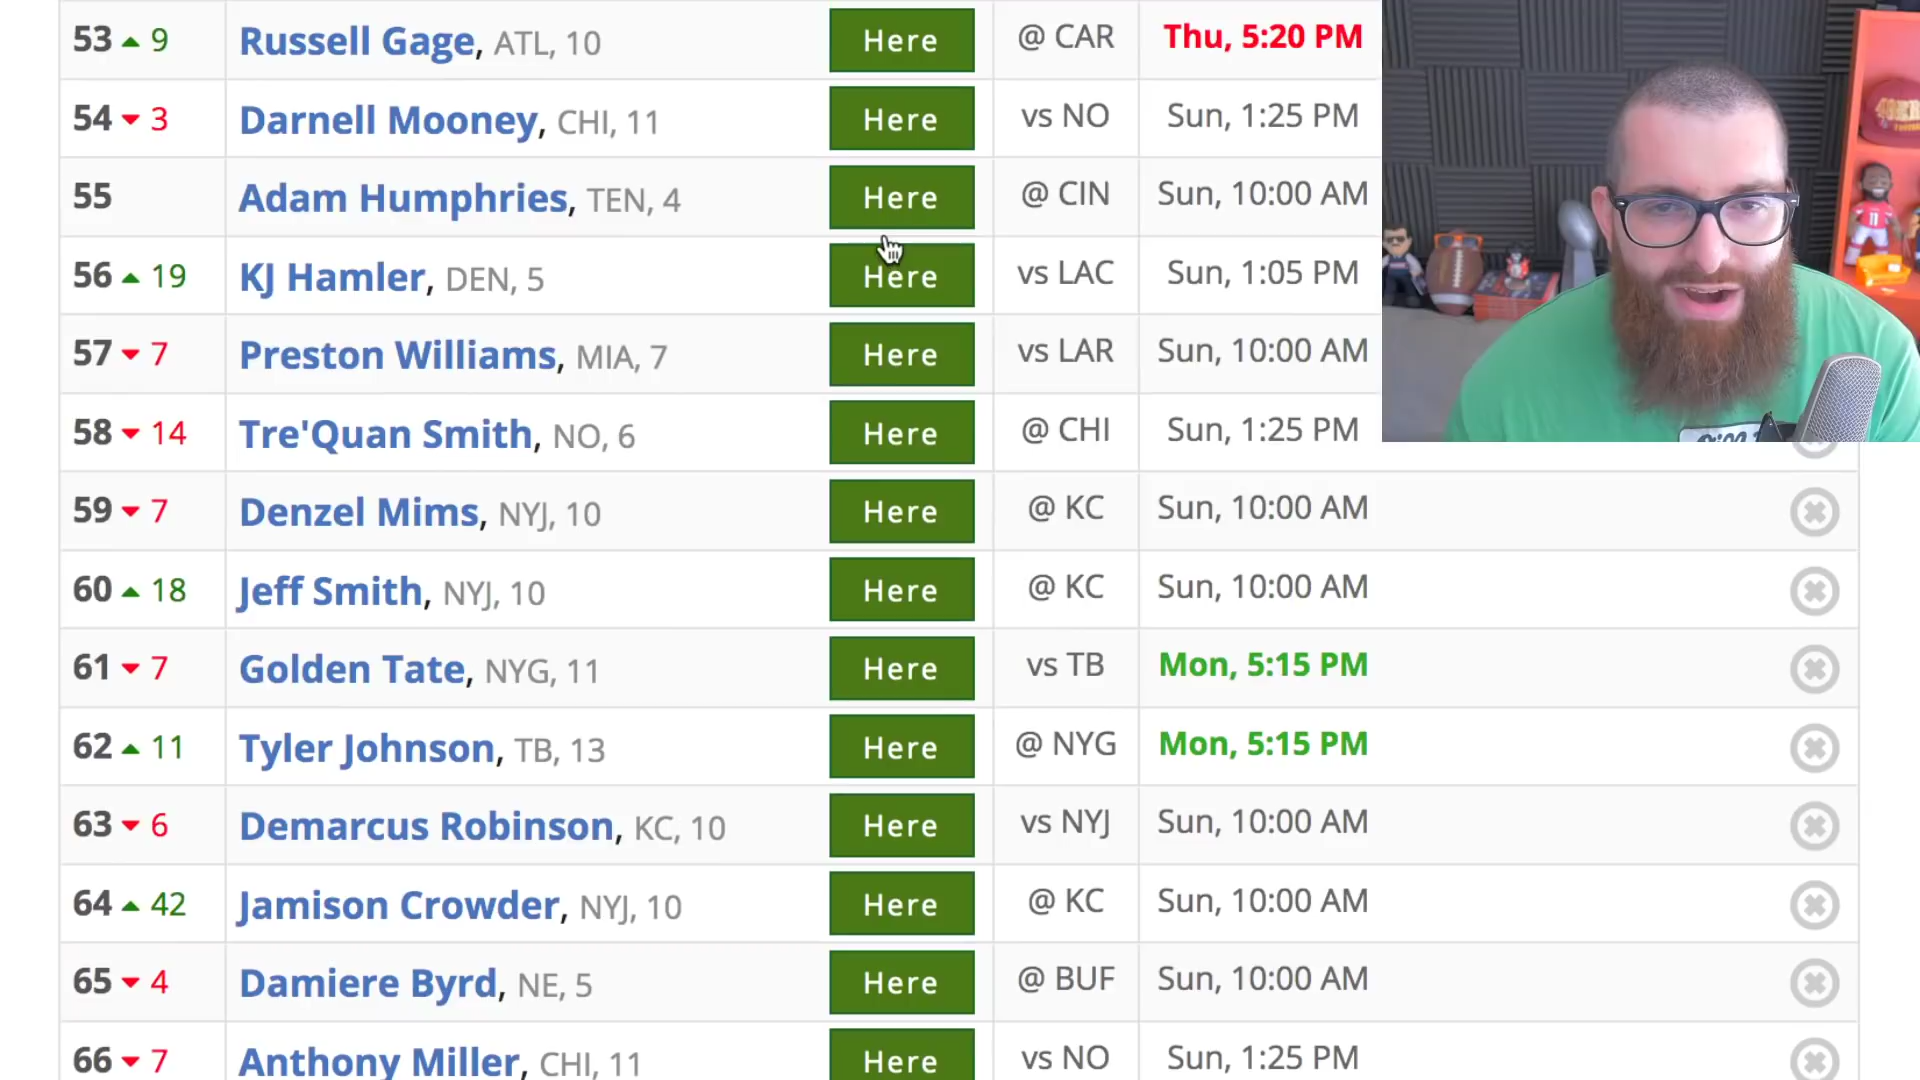 53 ▲ 9 Russell Gage, ATL, 10 Here @ CAR Thu, 5:20 PM
54 ▼ 3 Darnell Mooney, CHI, 11 Here vs NO Sun, 1:25 PM
55 Adam Humphries, TEN, 4 Here @ CIN Sun, 10:00 AM
56 ▲ 19 KJ Hamler, DEN, 5 Here vs LAC Sun, 1:05 PM
57 ▼ 7 Preston Williams, MIA, 7 Here vs LAR Sun, 10:00 AM
58 ▼ 14 Tre'Quan Smith, NO, 6 Here @ CHI Sun, 1:25 PM
59 ▼ 7 Denzel Mims, NYJ, 10 Here @ KC Sun, 10:00 AM
60 ▲ 18 Jeff Smith, NYJ, 10 Here @ KC Sun, 10:00 AM
61 ▼ 7 Golden Tate, NYG, 11 Here vs TB Mon, 5:15 PM
62 ▲ 11 Tyler Johnson, TB, 13 Here @ NYG Mon, 5:15 PM
63 ▼ 6 Demarcus Robinson, KC, 10 Here vs NYJ Sun, 10:00 AM
64 ▲ 42 Jamison Crowder, NYJ, 10 Here @ KC Sun, 10:00 AM
65 ▼ 4 Damiere Byrd, NE, 5 Here @ BUF Sun, 10:00 AM
66 ▼ 7 Anthony Miller, CHI, 11 Here vs NO Sun, 1:25 PM